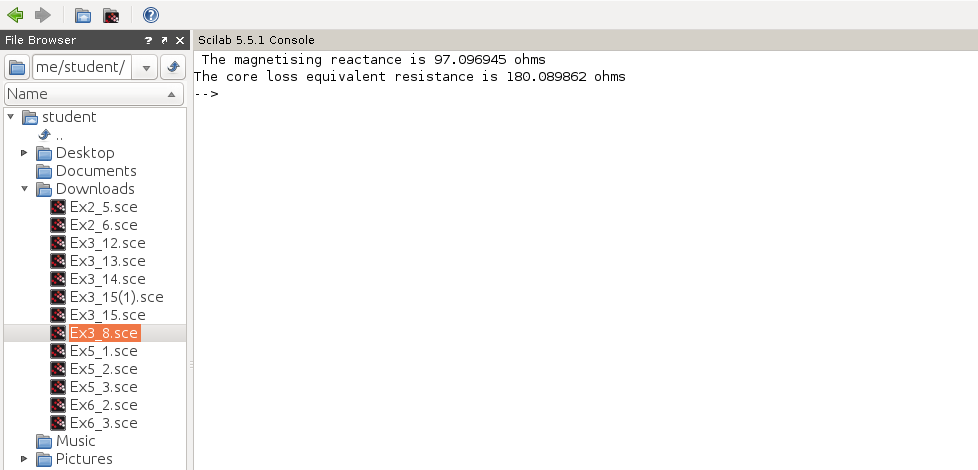 File Browser
Scilab 5.5.1 Console
me/student/
Name
student
..
Desktop
Documents
Downloads
Ex2_5.sce
Ex2_6.sce
Ex3_12.sce
Ex3_13.sce
Ex3_14.sce
Ex3_15(1).sce
Ex3_15.sce
Ex3_8.sce
Ex5_1.sce
Ex5_2.sce
Ex5_3.sce
Ex6_2.sce
Ex6_3.sce
Music
Pictures
The magnetising reactance is 97.096945 ohms
The core loss equivalent resistance is 180.089862 ohms
-->